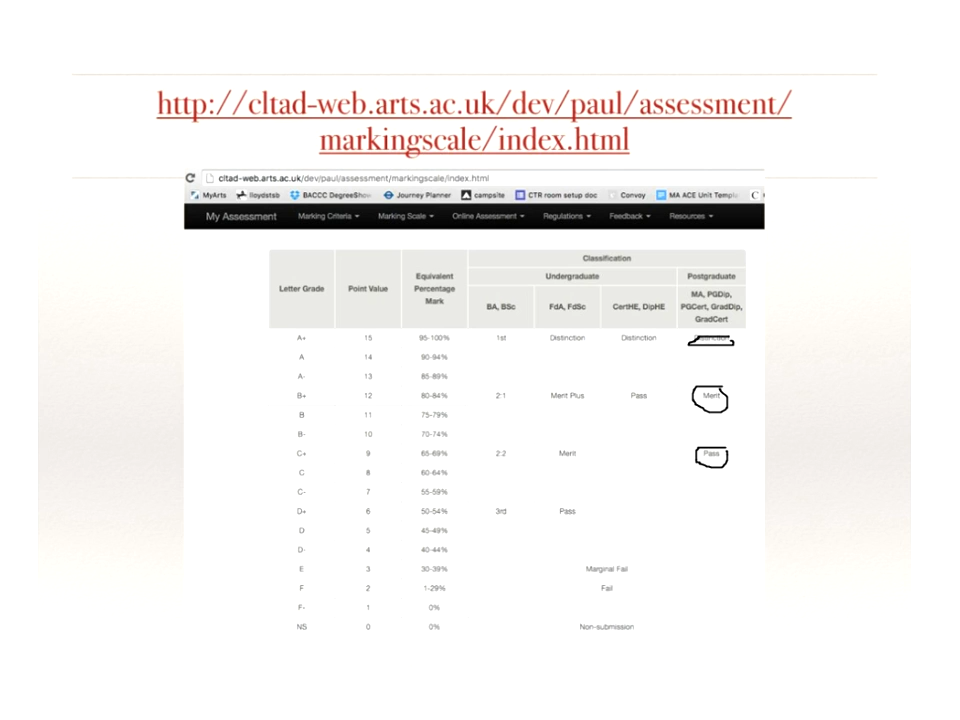 http://cltad-web.arts.ac.uk/dev/paul/assessment/
markingscale/index.html
cltad-web.arts.ac.uk/dev/paul/assessment/markingscale/index.html
MyArts lloydstsb BACCC DegreeShow Journey Planner campsite CTR room setup doc Convoy MA ACE Unit Templa C
My Assessment Marking Criteria Marking Scale Online Assessment Regulations Feedback Resources
Classification
Undergraduate Postgraduate
Letter Grade Point Value Equivalent Percentage Mark BA, BSc FdA, FdSc CertHE, DipHE MA, PGDip, PGCert, GradDip, GradCert
A+ 15 95-100% 1st Distinction Distinction Distinction
A 14 90-94%
A- 13 85-89%
B+ 12 80-84% 2:1 Merit Plus Pass Merit
B 11 75-79%
B- 10 70-74%
C+ 9 65-69% 2:2 Merit Pass
C 8 60-64%
C- 7 55-59%
D+ 6 50-54% 3rd Pass
D 5 45-49%
D- 4 40-44%
E 3 30-39% Marginal Fail
F 2 1-29% Fail
F- 1 0%
NS 0 0% Non-submission